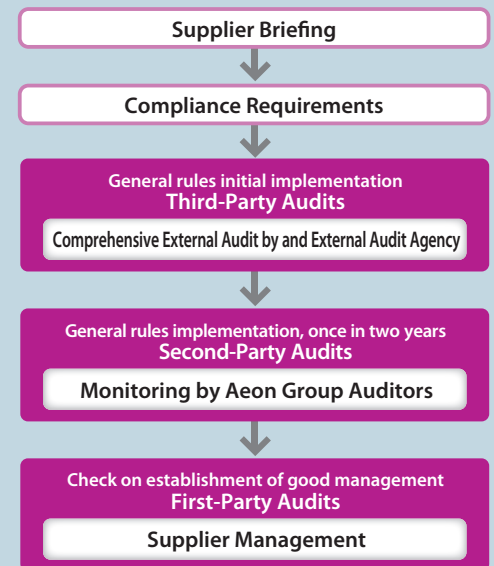 Supplier Briefing
Compliance Requirements
General rules initial implementation
Third-Party Audits
Comprehensive External Audit by and External Audit Agency
General rules implementation, once in two years
Second-Party Audits
Monitoring by Aeon Group Auditors
Check on establishment of good management
First-Party Audits
Supplier Management